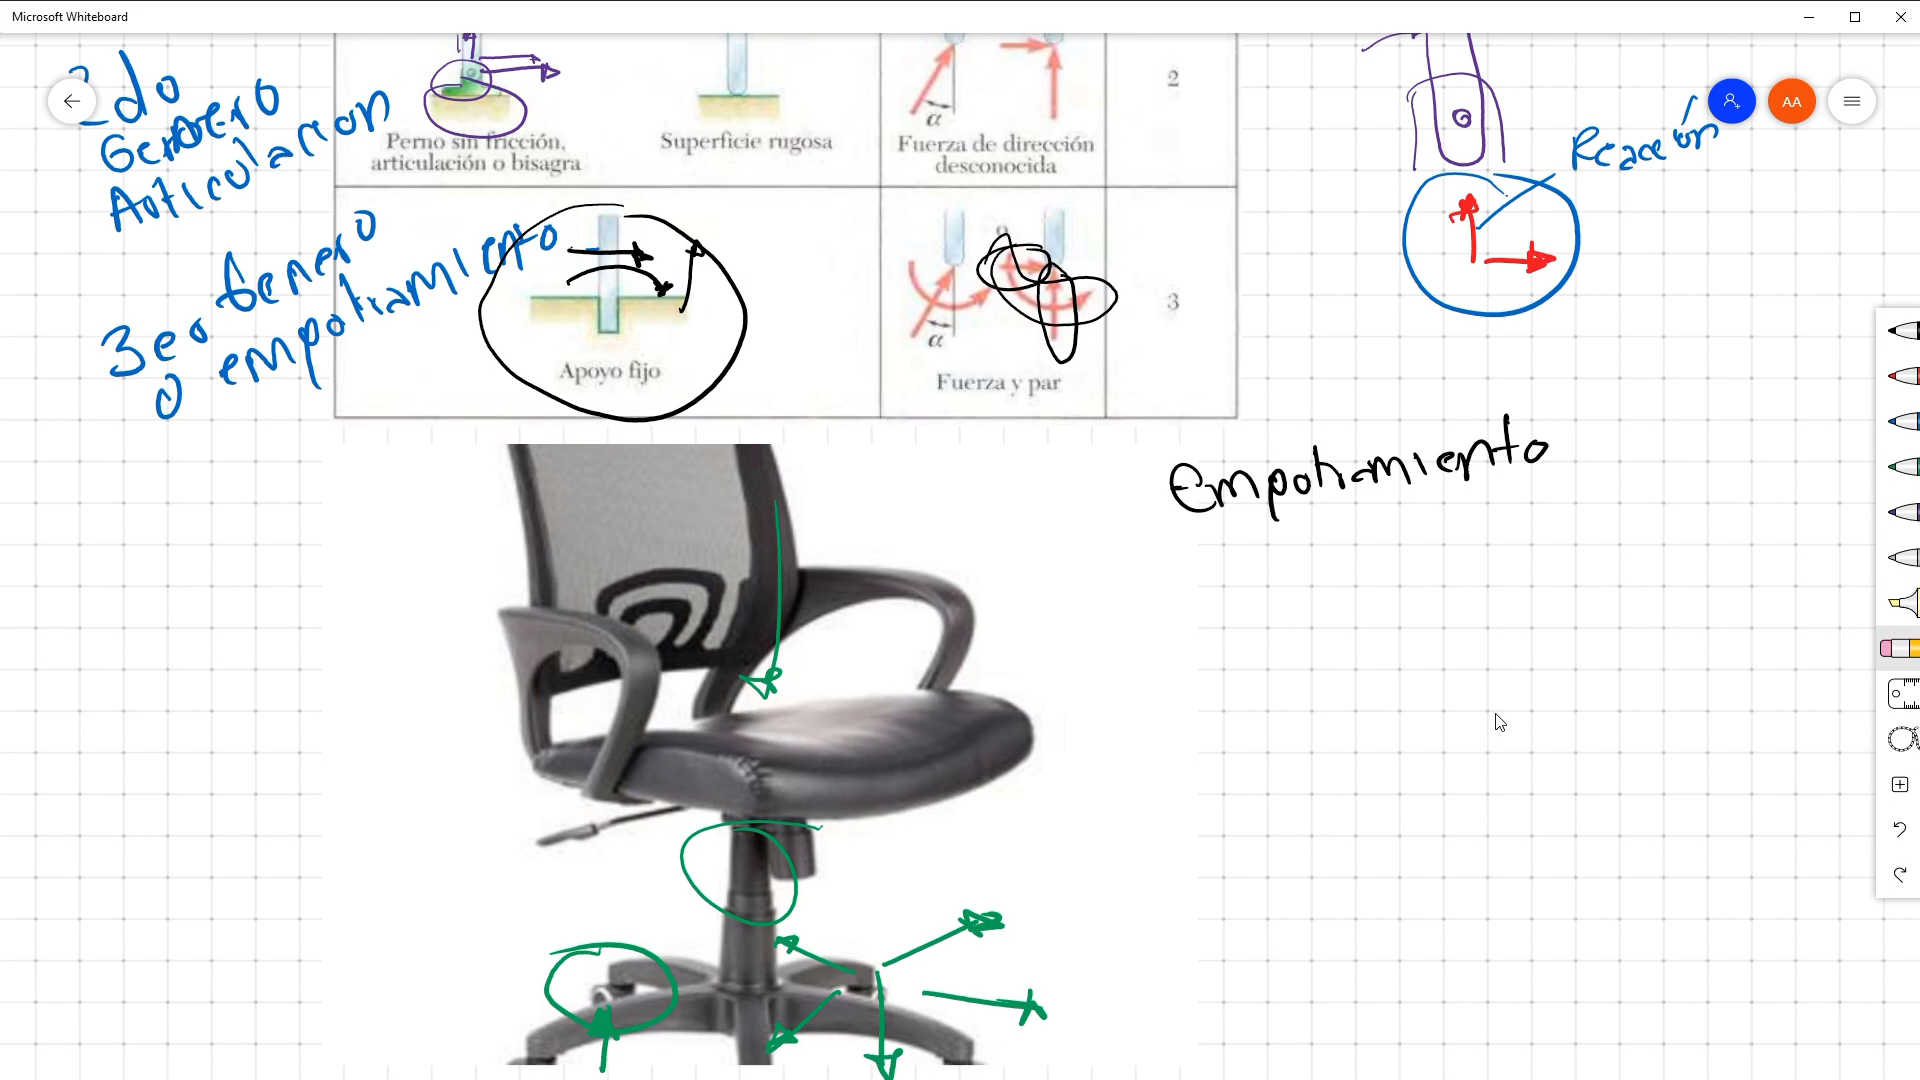 Microsoft Whiteboard
2do
Genero
Articulacion
Perno sin fricción,
articulación o bisagra
Superficie rugosa
α
Fuerza de dirección
desconocida
2
AA
Reacción
3er Genero
o empotramiento
Apoyo fijo
α
Fuerza y par
3
Empotramiento